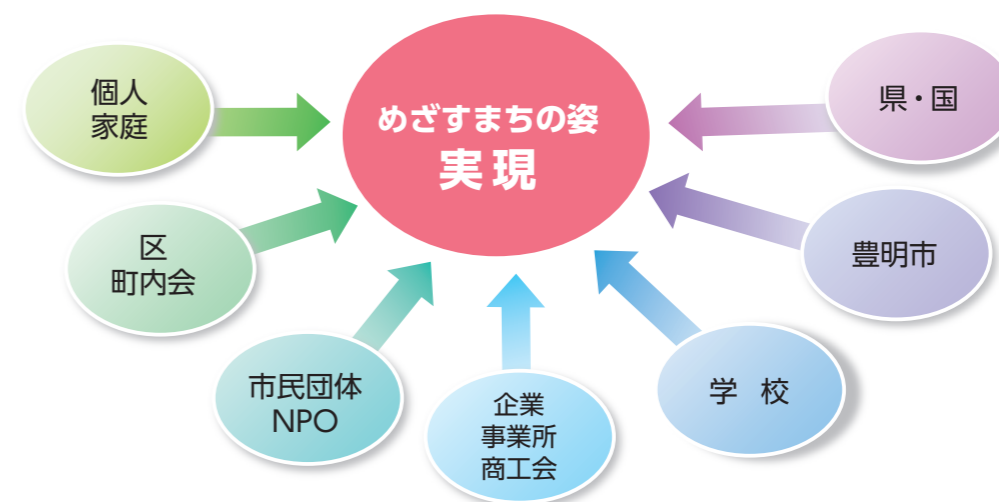 めざすまちの姿
実現
個人
家庭
区
町内会
市民団体
NPO
企業
事業所
商工会
学校
豊明市
県・国